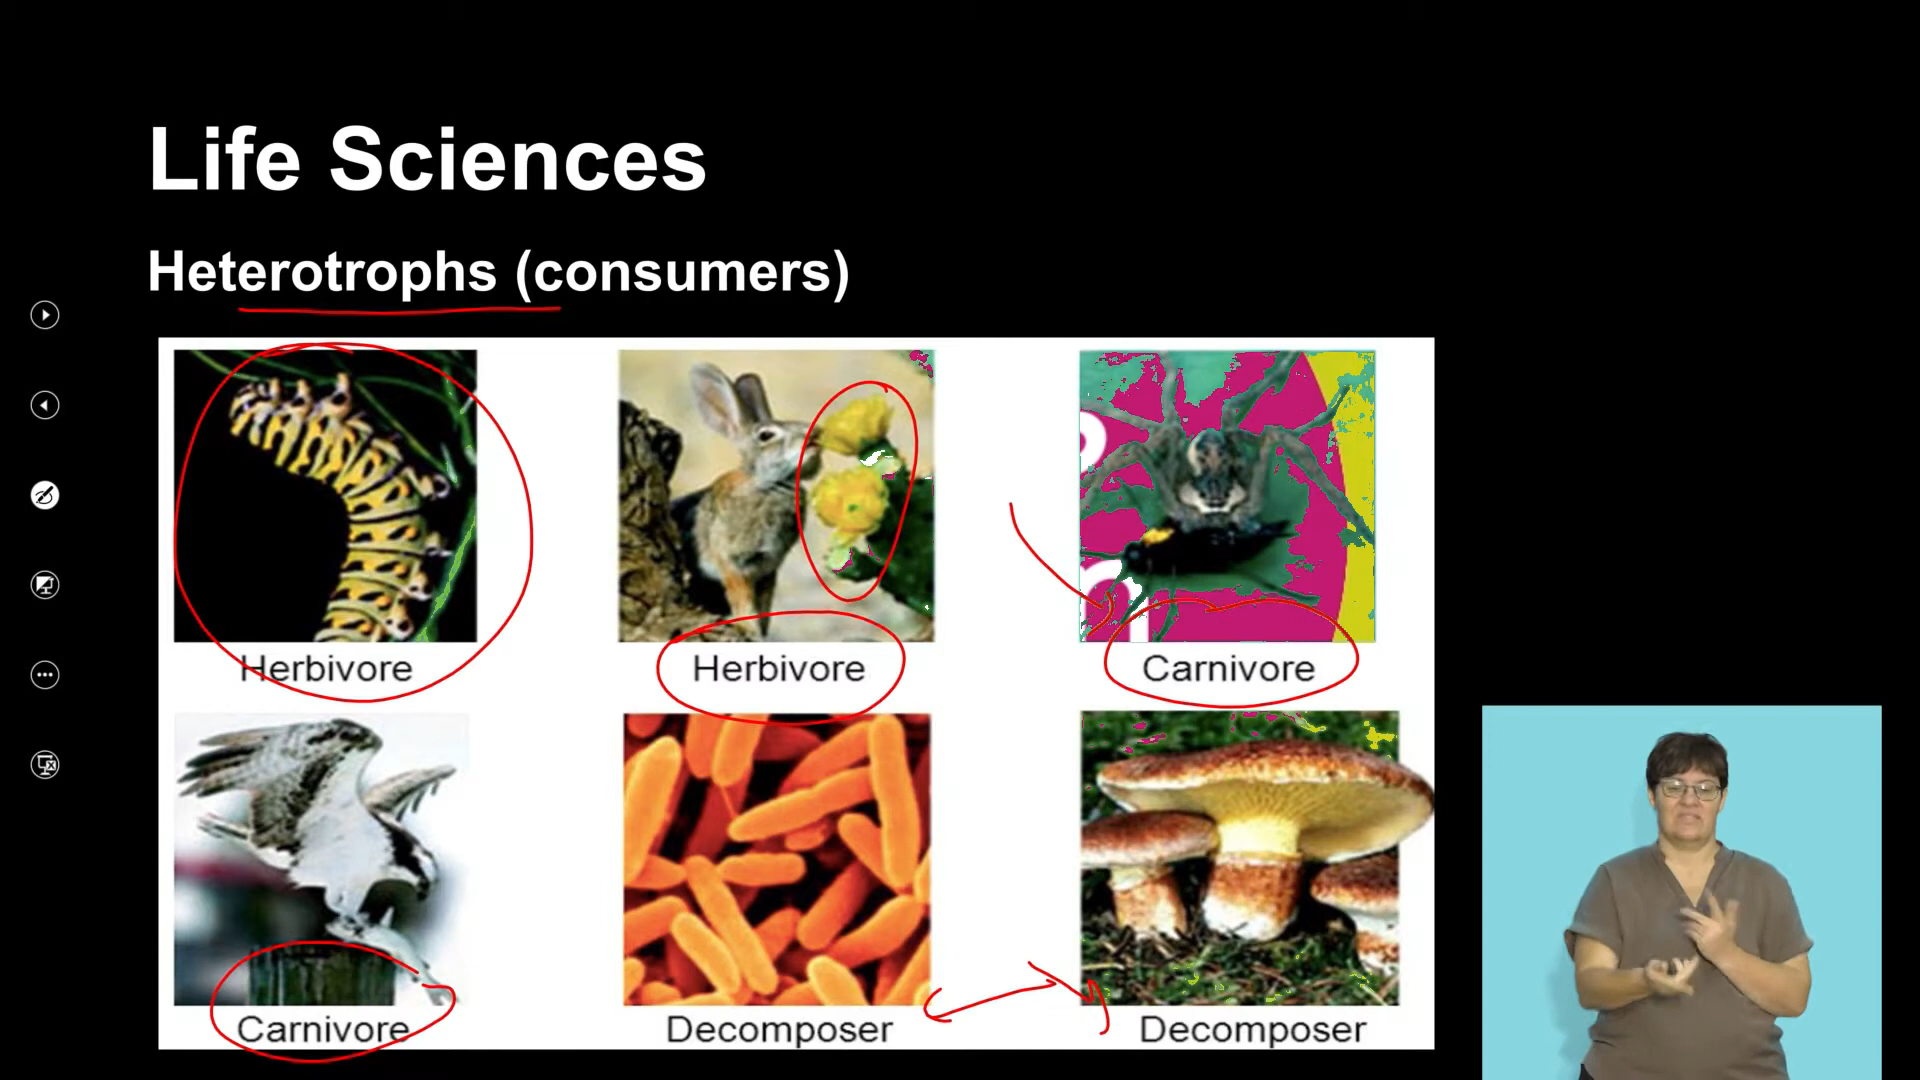 Life Sciences
Heterotrophs (consumers)
Herbivore
Herbivore
Carnivore
Carnivore
Decomposer
Decomposer